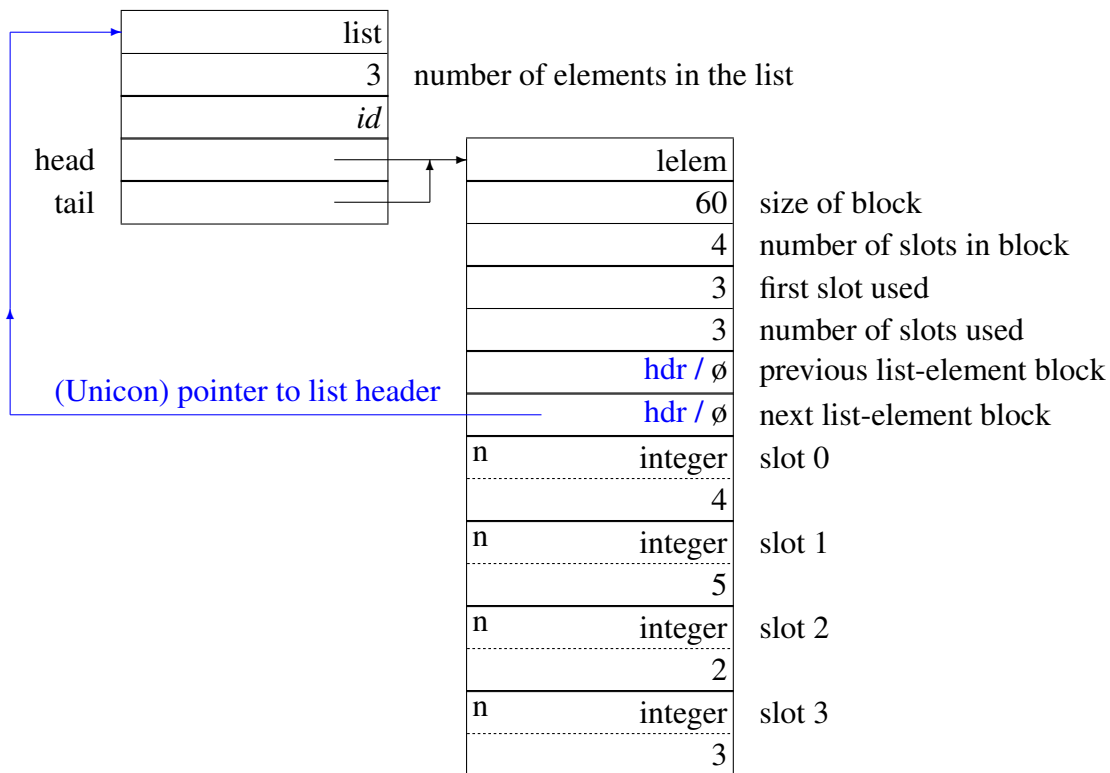 list
3 number of elements in the list
id
head lelem
tail 60 size of block
4 number of slots in block
3 first slot used
3 number of slots used
hdr / ø previous list-element block
(Unicon) pointer to list header
hdr / ø next list-element block
n integer slot 0
4
n integer slot 1
5
n integer slot 2
2
n integer slot 3
3